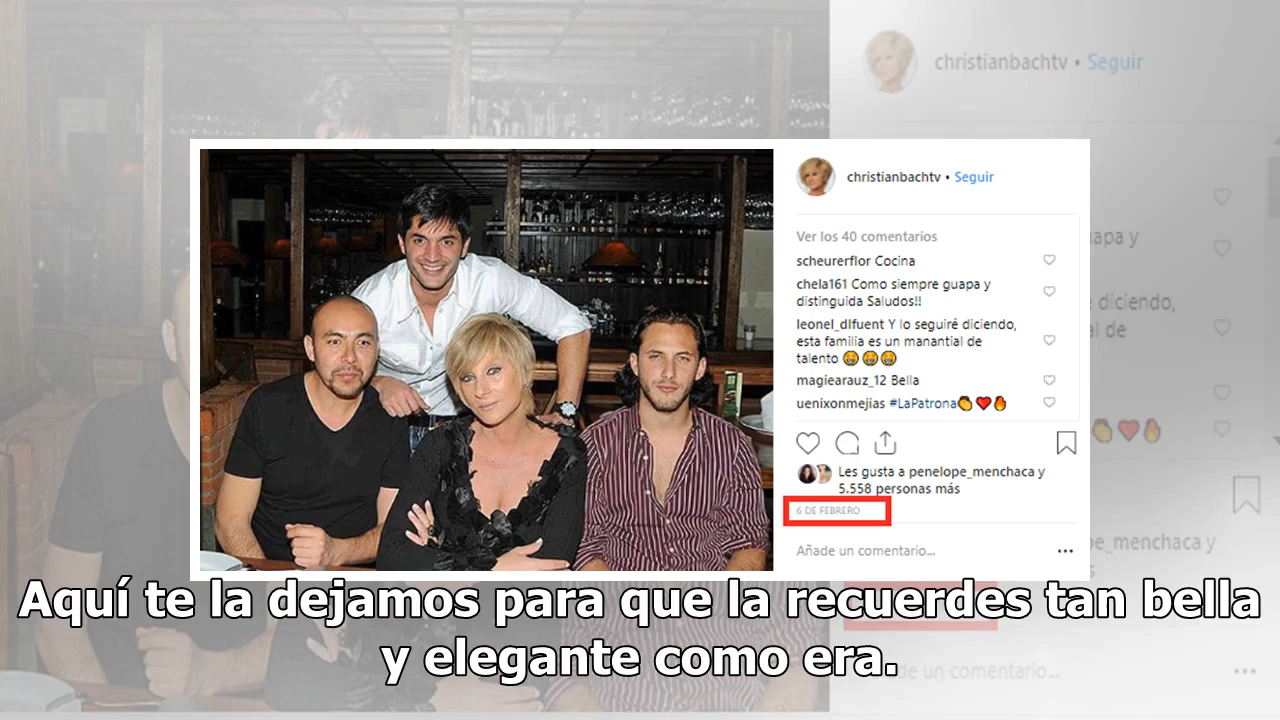 christianbachtv • Seguir
christianbachtv • Seguir
Ver los 40 comentarios
scheurerflor Cocina
chela161 Como siempre guapa y
distinguida Saludos!!
leonel_dlfuent Y lo seguiré diciendo,
esta familia es un manantial de
talento
magiearauz_12 Bella
uenixonmejias #LaPatrona
Les gusta a penelope_menchaca y
5.558 personas más
6 DE FEBRERO
Añade un comentario...
Aquí te la dejamos para que la recuerdes tan bella
y elegante como era.